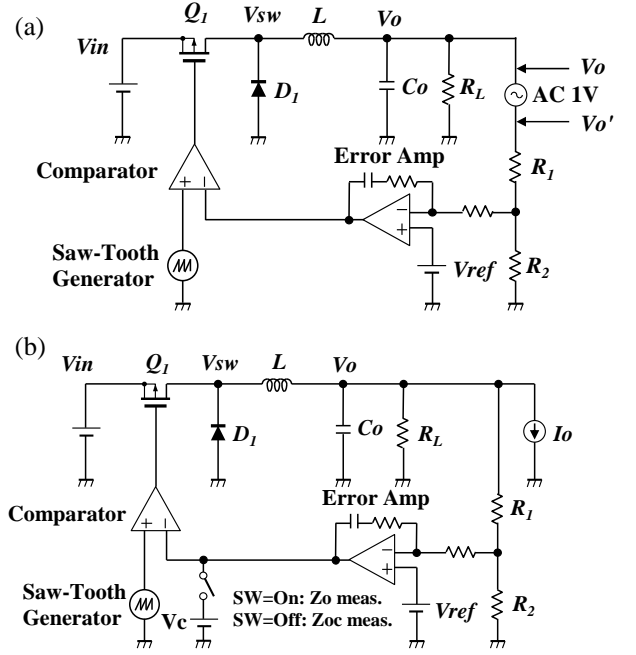 (a)
Vin
Q1
Vsw
L
Vo
D1
Co
RL
Vo
AC 1V
Vo'
Error Amp
R1
Comparator
+ −
−
+
Saw-Tooth
Generator
Vref
R2
(b)
Vin
Q1
Vsw
L
Vo
D1
Co
RL
Io
Error Amp
R1
Comparator
+ −
−
+
Saw-Tooth
Generator
Vc
SW=On: Zo meas.
SW=Off: Zoc meas.
Vref
R2